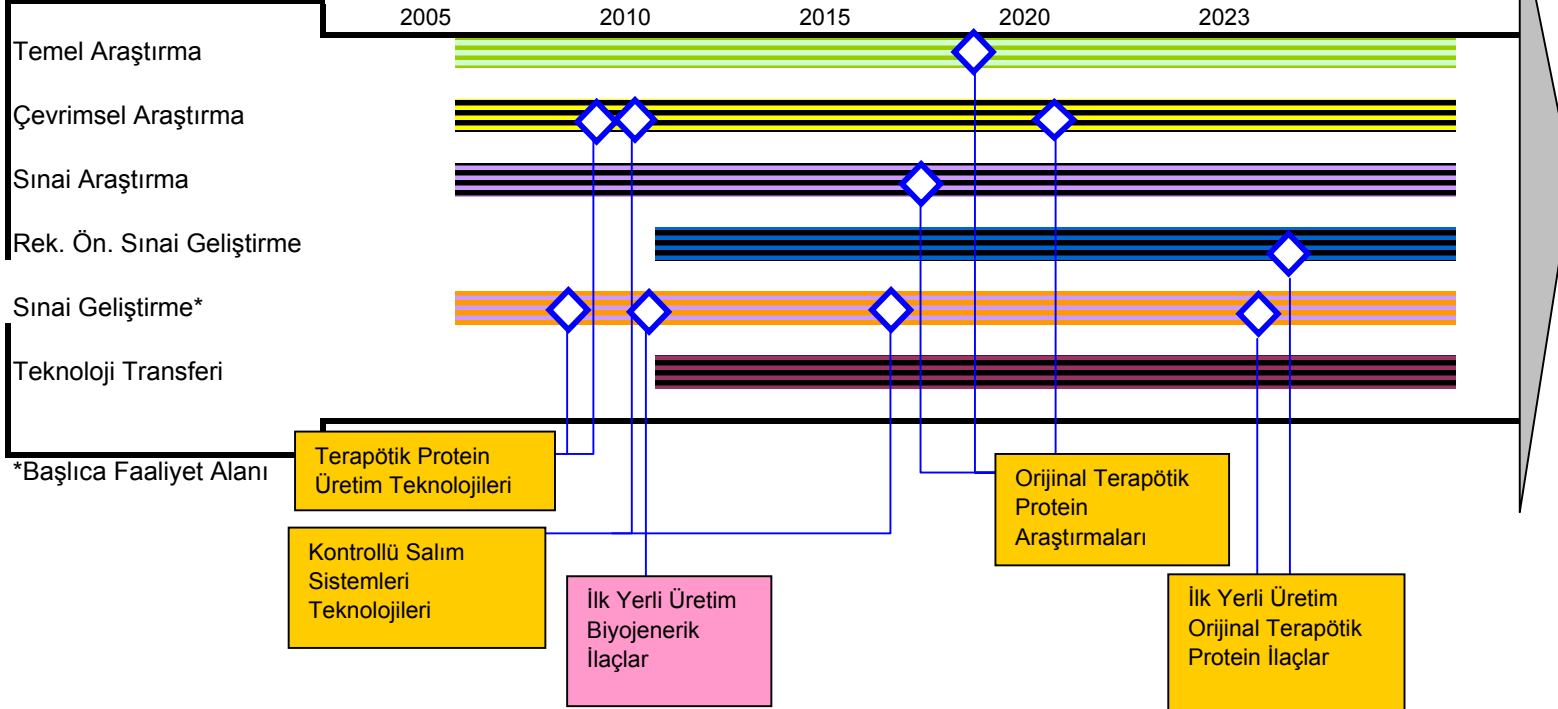 2005 2010 2015 2020 2023
Temel Araştırma
Çevrimsel Araştırma
Sınai Araştırma
Rek. Ön. Sınai Geliştirme
Sınai Geliştirme*
Teknoloji Transferi
*Başlıca Faaliyet Alanı
Terapötik Protein
Üretim Teknolojileri
Kontrollü Salım
Sistemleri
Teknolojileri
İlk Yerli Üretim
Biyojenerik
İlaçlar
Orijinal Terapötik
Protein
Araştırmaları
İlk Yerli Üretim
Orijinal Terapötik
Protein İlaçlar